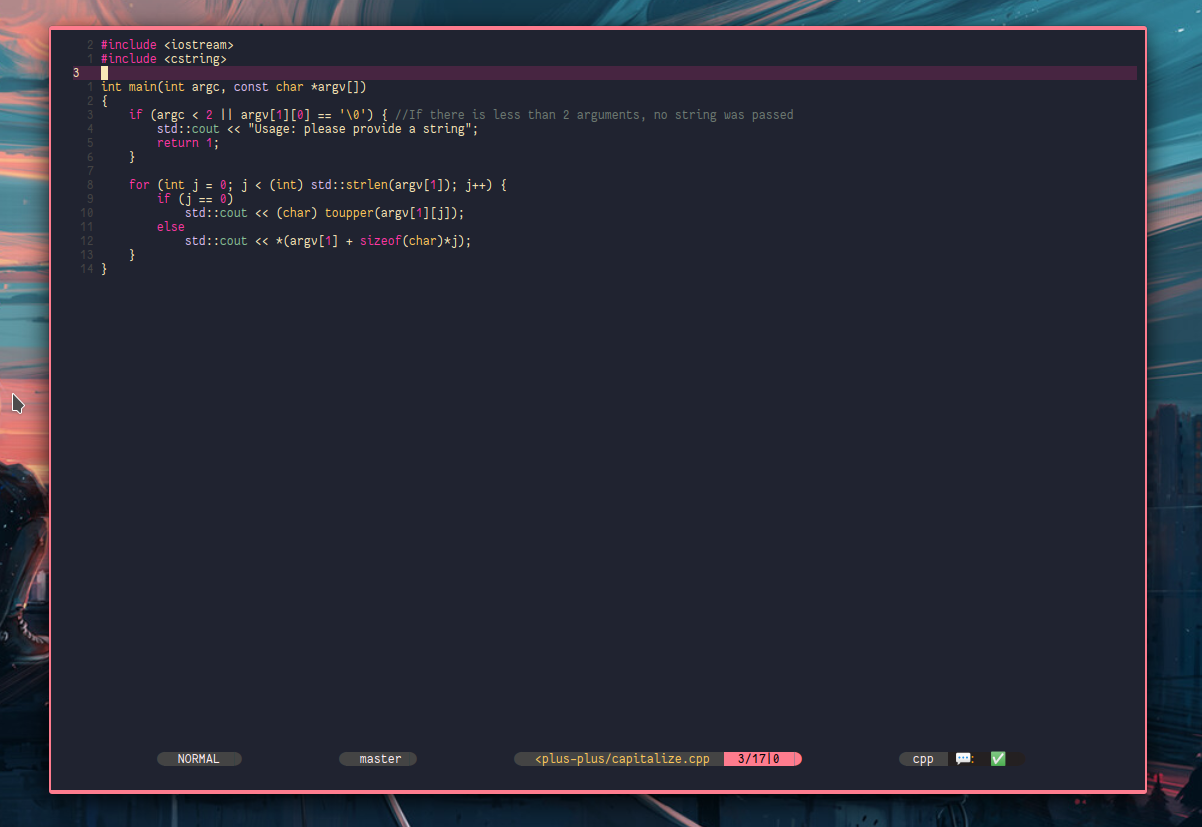 2 #include <iostream>
1 #include <cstring>
3
1 int main(int argc, const char *argv[])
2 {
3     if (argc < 2 || argv[1][0] == '\0') { //If there is less than 2 arguments, no string was passed
4         std::cout << "Usage: please provide a string";
5         return 1;
6     }
7
8     for (int j = 0; j < (int) std::strlen(argv[1]); j++) {
9         if (j == 0)
10             std::cout << (char) toupper(argv[1][j]);
11         else
12             std::cout << *(argv[1] + sizeof(char)*j);
13     }
14 }
NORMAL master <plus-plus/capitalize.cpp 3/17|0 cpp 💬: ✅